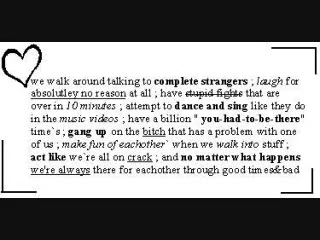 we walk around talking to complete strangers ; laugh for
absolutley no reason at all ; have stupid fights that are
over in 10 minutes ; attempt to dance and sing like they do
in the music videos ; have a billion " you-had-to-be-there"
time`s ; gang up on the bitch that has a problem with one
of us ; make fun of eachother` when we walk into stuff ;
act like we`re all on crack ; and no matter what happens
we're always there for eachother through good times&bad